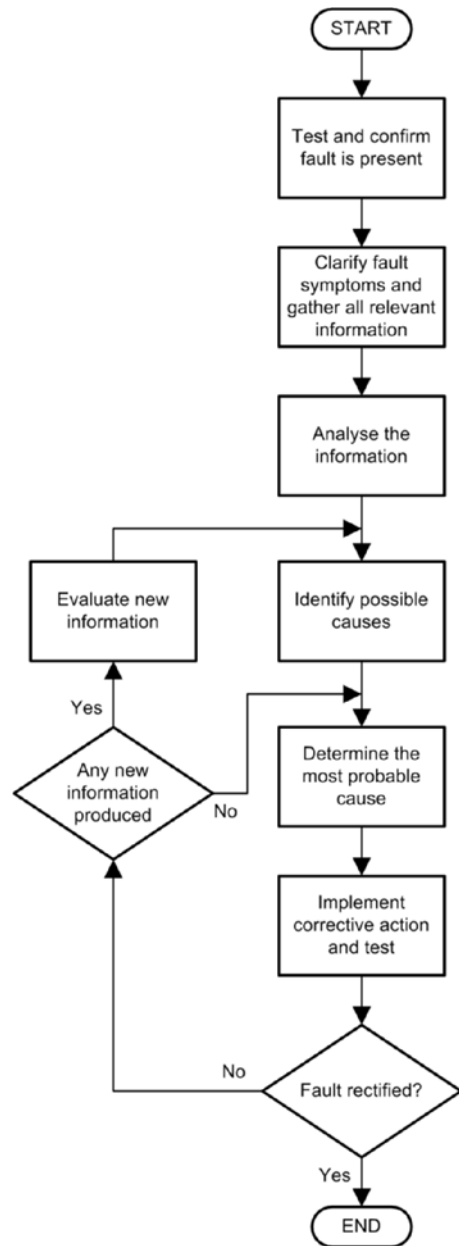 START
Test and confirm
fault is present
Clarify fault
symptoms and
gather all relevant
information
Analyse the
information
Evaluate new
information
Identify possible
causes
Yes
Any new
information
produced
No
Determine the
most probable
cause
Implement
corrective action
and test
No
Fault rectified?
Yes
END